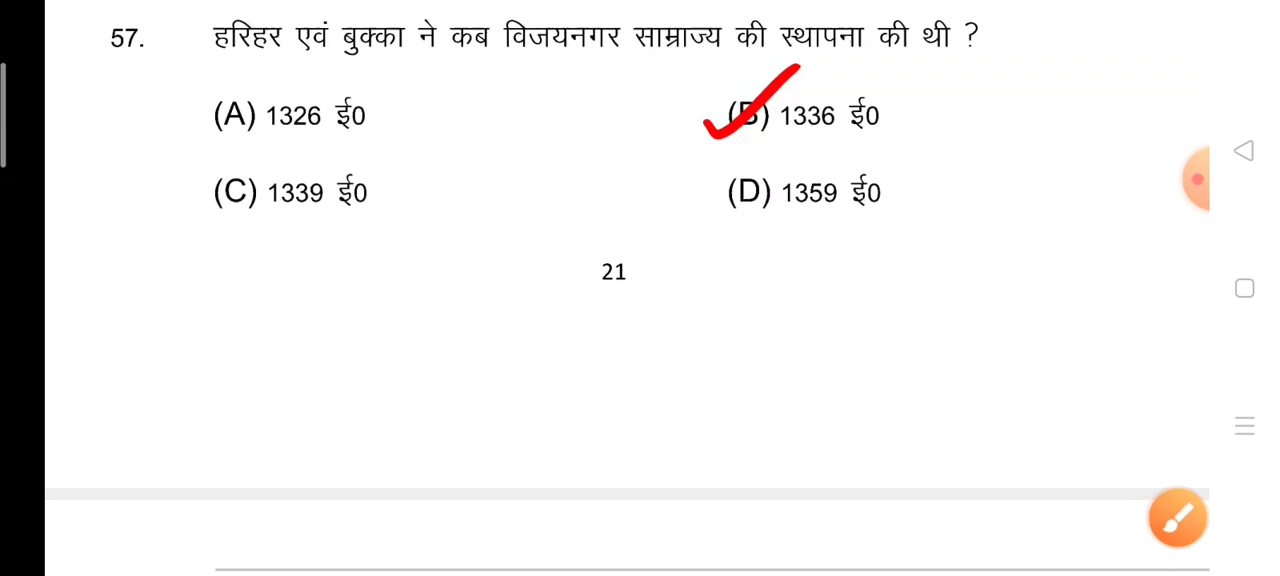 57. हरिहर एवं बुक्का ने कब विजयनगर साम्राज्य की स्थापना की थी ?
(A) 1326 ई0 (B) 1336 ई0
(C) 1339 ई0 (D) 1359 ई0
21